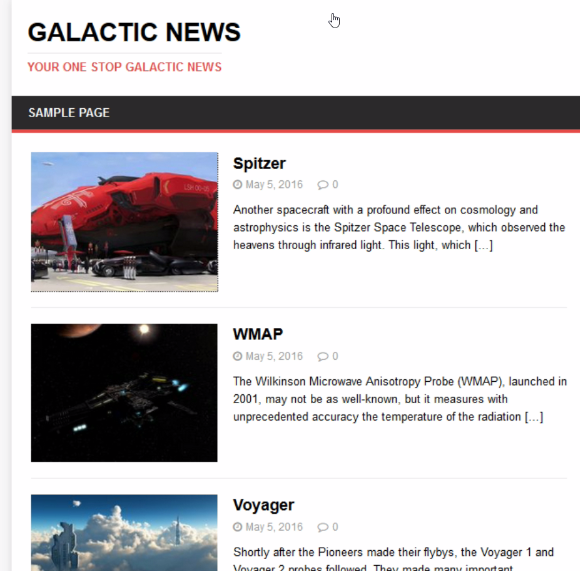 GALACTIC NEWS
YOUR ONE STOP GALACTIC NEWS
SAMPLE PAGE
Spitzer
May 5, 2016 0
Another spacecraft with a profound effect on cosmology and
astrophysics is the Spitzer Space Telescope, which observed the
heavens through infrared light. This light, which […]
WMAP
May 5, 2016 0
The Wilkinson Microwave Anisotropy Probe (WMAP), launched in
2001, may not be as well-known, but it measures with
unprecedented accuracy the temperature of the radiation […]
Voyager
May 5, 2016 0
Shortly after the Pioneers made their flybys, the Voyager 1 and
Voyager 2 probes followed. They made many important